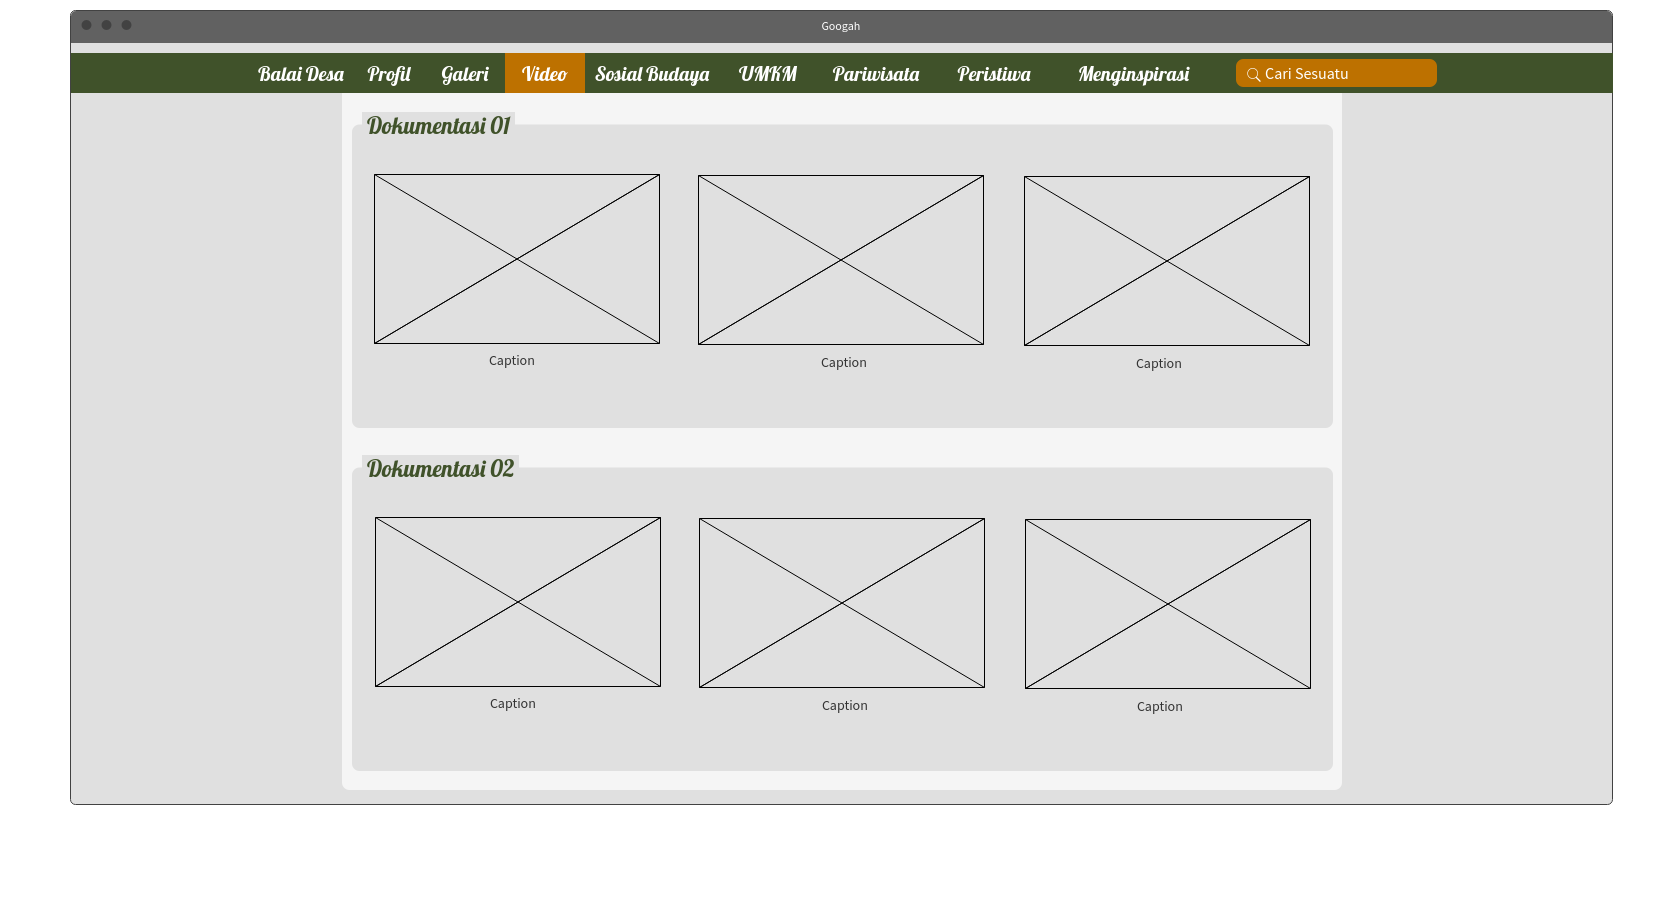 Googah
Balai Desa Profil Galeri Video Sosial Budaya UMKM Pariwisata Peristiwa Menginspirasi Cari Sesuatu
Dokumentasi 01
Caption Caption Caption
Dokumentasi 02
Caption Caption Caption